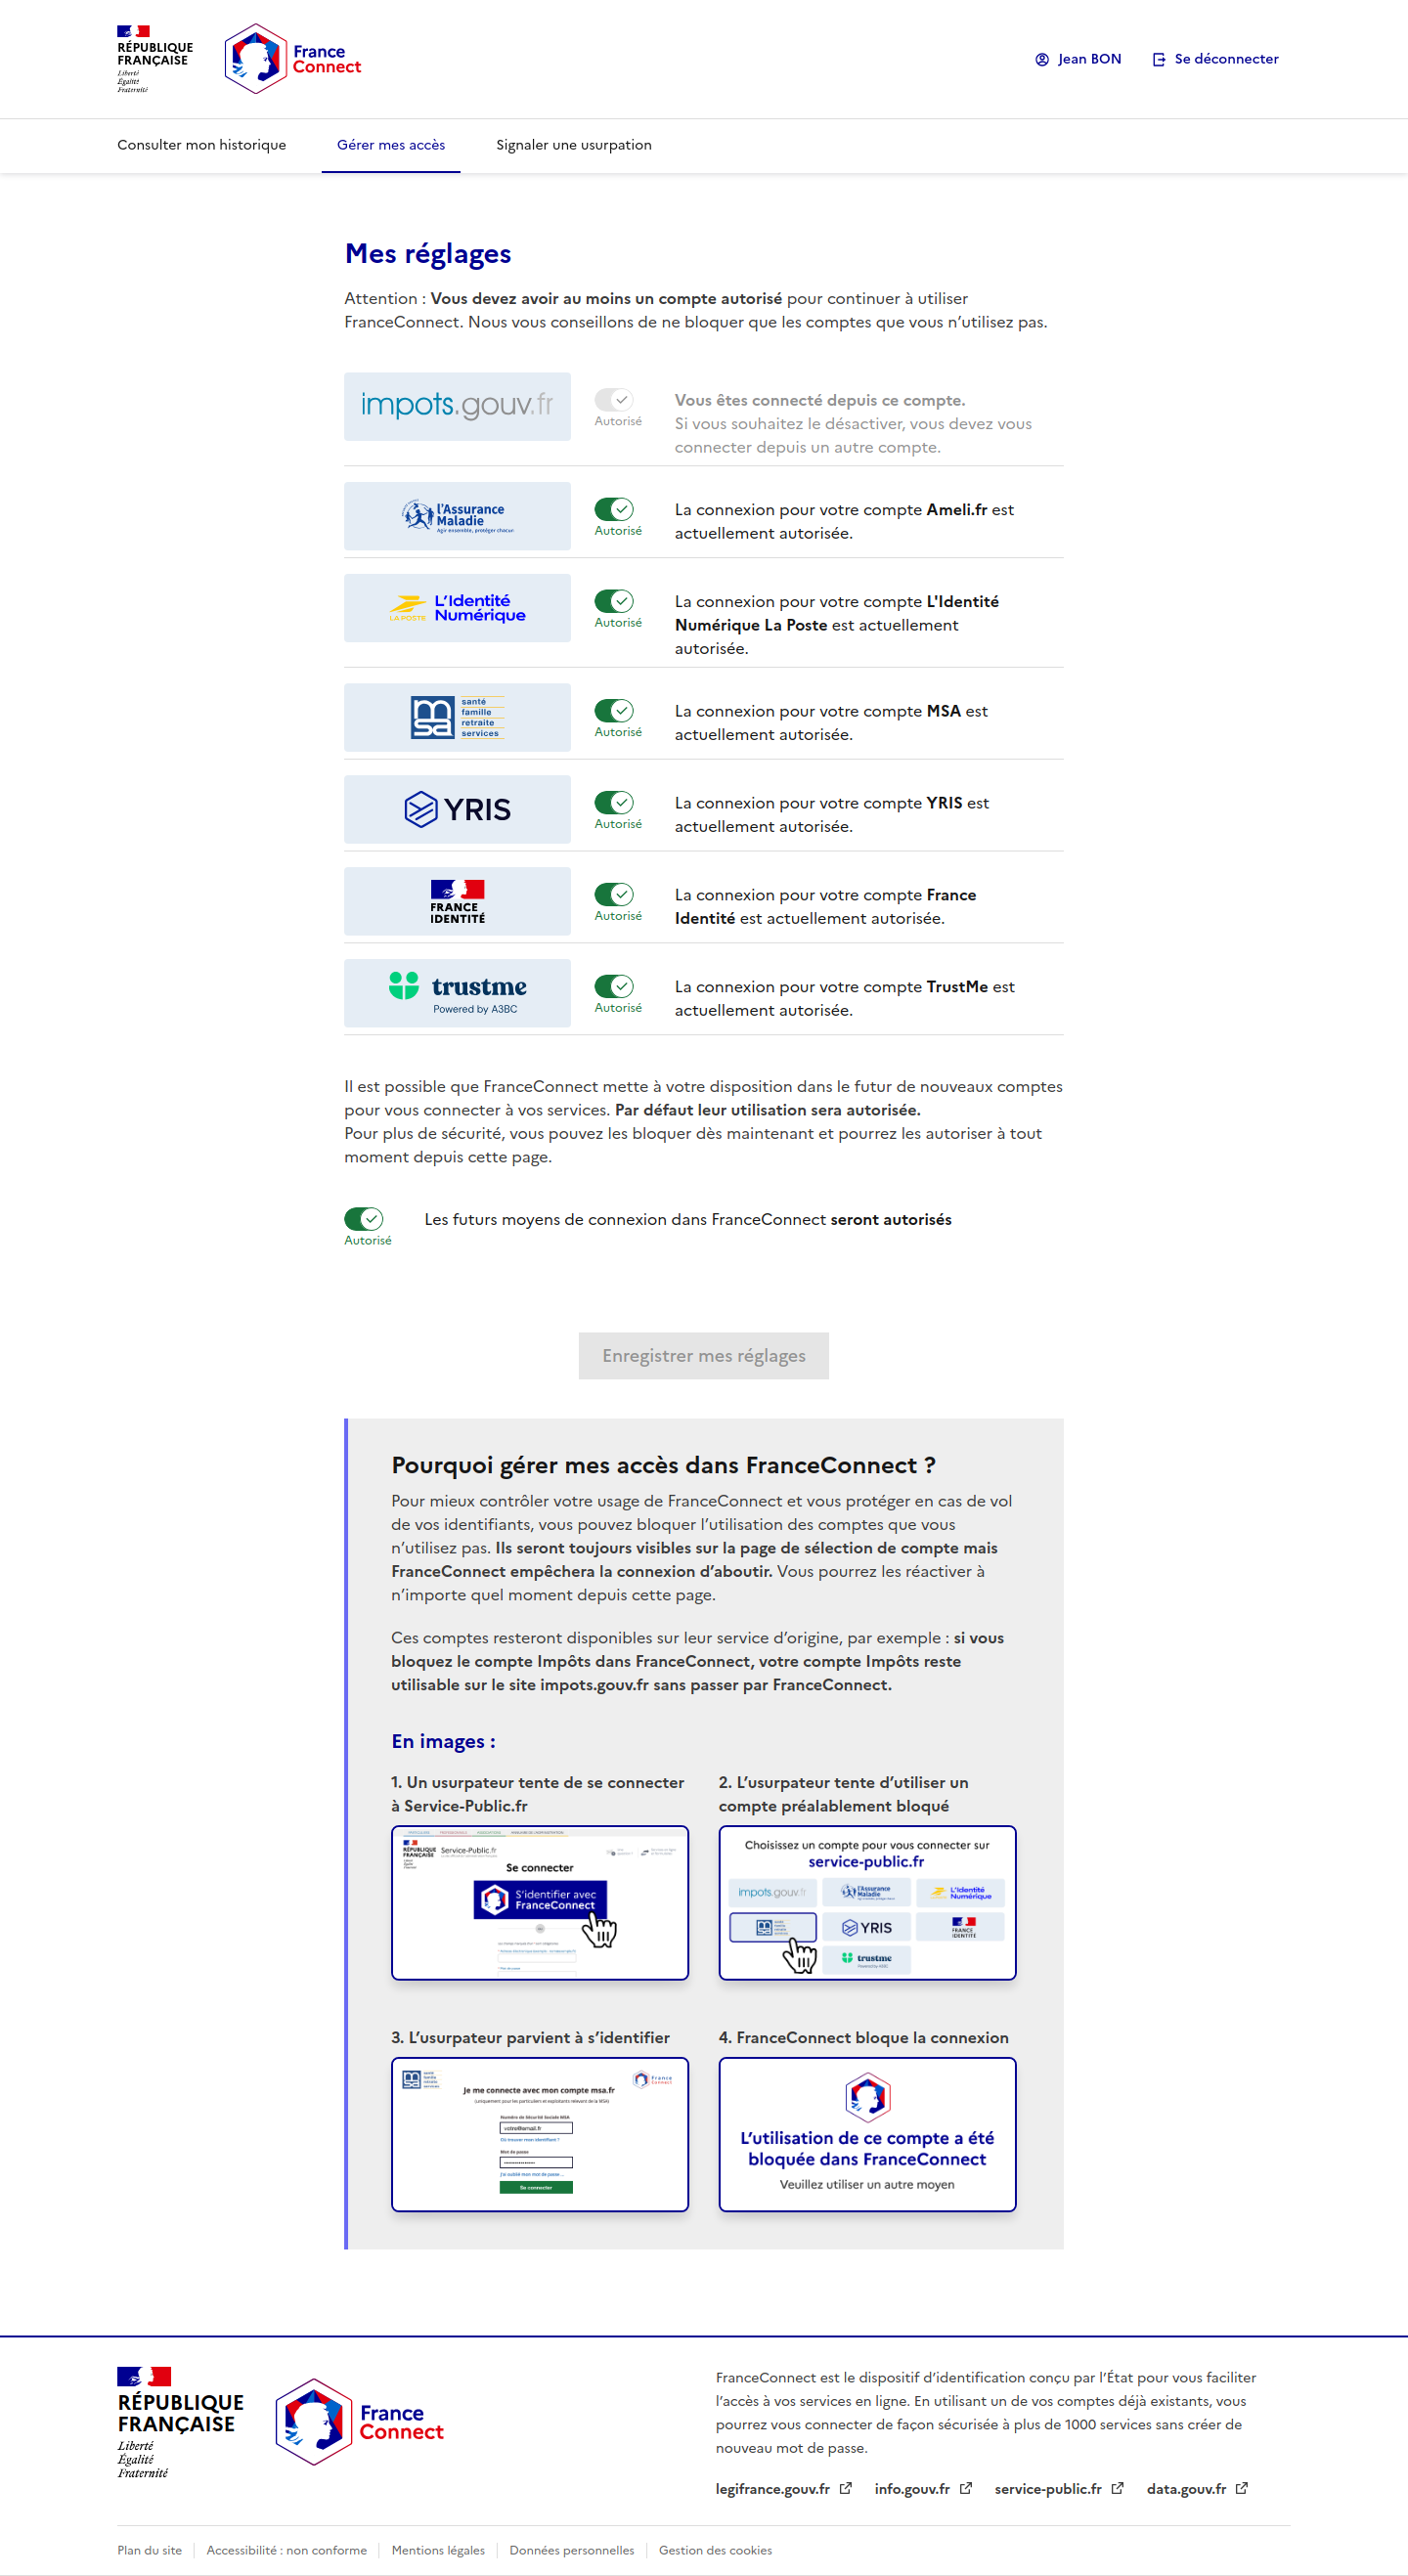 RÉPUBLIQUE
FRANÇAISE
Liberté
Égalité
Fraternité
France
Connect
Jean BON
Se déconnecter
Consulter mon historique
Gérer mes accès
Signaler une usurpation
Mes réglages
Attention : Vous devez avoir au moins un compte autorisé pour continuer à utiliser
FranceConnect. Nous vous conseillons de ne bloquer que les comptes que vous n’utilisez pas.
impots.gouv.fr
Autorisé
Vous êtes connecté depuis ce compte.
Si vous souhaitez le désactiver, vous devez vous
connecter depuis un autre compte.
l'Assurance
Maladie
Agir ensemble, protéger chacun
Autorisé
La connexion pour votre compte Ameli.fr est
actuellement autorisée.
LA POSTE
L’Identité
Numérique
Autorisé
La connexion pour votre compte L'Identité
Numérique La Poste est actuellement
autorisée.
msa
santé
famille
retraite
services
Autorisé
La connexion pour votre compte MSA est
actuellement autorisée.
YRIS
Autorisé
La connexion pour votre compte YRIS est
actuellement autorisée.
FRANCE
IDENTITÉ
Autorisé
La connexion pour votre compte France
Identité est actuellement autorisée.
trustme
Powered by A3BC
Autorisé
La connexion pour votre compte TrustMe est
actuellement autorisée.
Il est possible que FranceConnect mette à votre disposition dans le futur de nouveaux comptes
pour vous connecter à vos services. Par défaut leur utilisation sera autorisée.
Pour plus de sécurité, vous pouvez les bloquer dès maintenant et pourrez les autoriser à tout
moment depuis cette page.
Autorisé
Les futurs moyens de connexion dans FranceConnect seront autorisés
Enregistrer mes réglages
Pourquoi gérer mes accès dans FranceConnect ?
Pour mieux contrôler votre usage de FranceConnect et vous protéger en cas de vol
de vos identifiants, vous pouvez bloquer l’utilisation des comptes que vous
n’utilisez pas. Ils seront toujours visibles sur la page de sélection de compte mais
FranceConnect empêchera la connexion d’aboutir. Vous pourrez les réactiver à
n’importe quel moment depuis cette page.
Ces comptes resteront disponibles sur leur service d’origine, par exemple : si vous
bloquez le compte Impôts dans FranceConnect, votre compte Impôts reste
utilisable sur le site impots.gouv.fr sans passer par FranceConnect.
En images :
1. Un usurpateur tente de se connecter
à Service-Public.fr
RÉPUBLIQUE
FRANÇAISE
Service-Public.fr
Se connecter
S’identifier avec
FranceConnect
2. L’usurpateur tente d’utiliser un
compte préalablement bloqué
Choisissez un compte pour vous connecter sur
service-public.fr
impots.gouv.fr
l'Assurance
Maladie
L’Identité
Numérique
YRIS
FRANCE
IDENTITÉ
trustme
Powered by A3BC
3. L’usurpateur parvient à s’identifier
France
Connect
Je me connecte avec mon compte msa.fr
(uniquement pour les particuliers et exploitants relevant de la MSA)
Numéro de Sécurité Sociale MSA
votre@email.fr
Où trouver mon identifiant ?
Mot de passe
J'ai oublié mon mot de passe...
Se connecter
4. FranceConnect bloque la connexion
L’utilisation de ce compte a été
bloquée dans FranceConnect
Veuillez utiliser un autre moyen
RÉPUBLIQUE
FRANÇAISE
Liberté
Égalité
Fraternité
France
Connect
FranceConnect est le dispositif d’identification conçu par l’État pour vous faciliter
l’accès à vos services en ligne. En utilisant un de vos comptes déjà existants, vous
pourrez vous connecter de façon sécurisée à plus de 1000 services sans créer de
nouveau mot de passe.
legifrance.gouv.fr
info.gouv.fr
service-public.fr
data.gouv.fr
Plan du site
Accessibilité : non conforme
Mentions légales
Données personnelles
Gestion des cookies